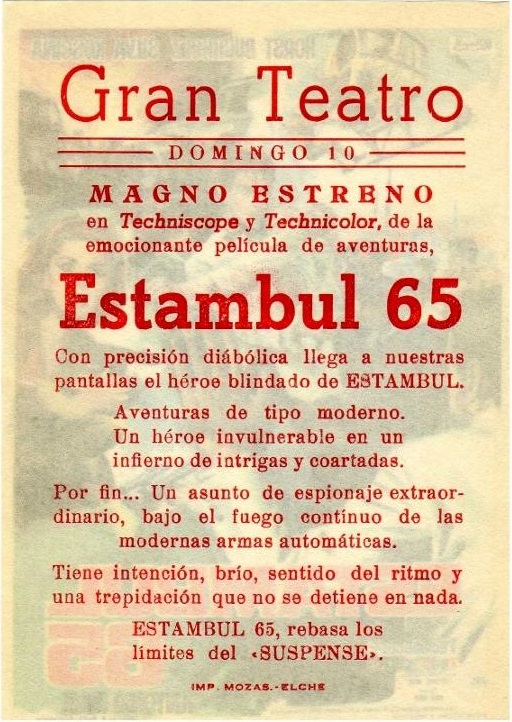 Gran Teatro
DOMINGO 10
MAGNO ESTRENO
en Techniscope y Technicolor, de la
emocionante película de aventuras,
Estambul 65
Con precisión diábólica llega a nuestras
pantallas el héroe blindado de ESTAMBUL.
Aventuras de tipo moderno.
Un héroe invulnerable en un
infierno de intrigas y coartadas.
Por fin... Un asunto de espionaje extraor-
dinario, bajo el fuego contínuo de las
modernas armas automáticas.
Tiene intención, brío, sentido del ritmo y
una trepidación que no se detiene en nada.
ESTAMBUL 65, rebasa los
límites del «SUSPENSE».
IMP. MOZAS.-ELCHE